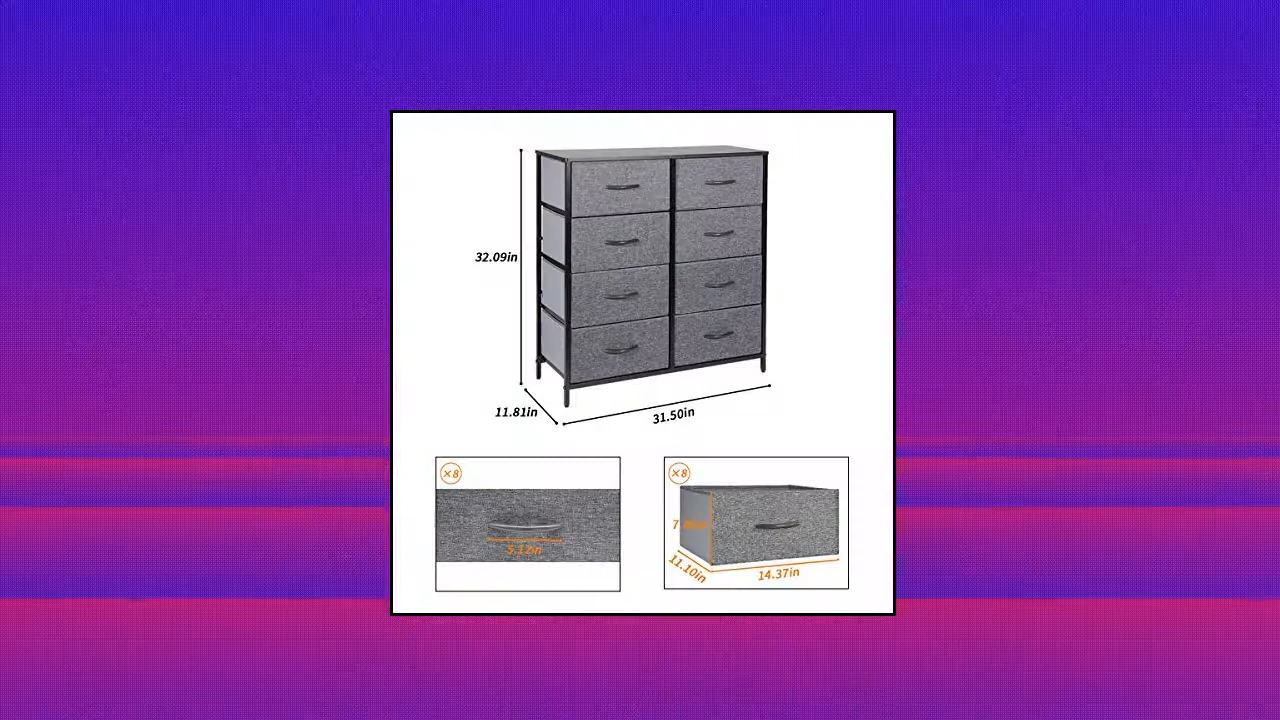 32.09in
11.81in
31.50in
×8
5.12in
×8
11.10in
14.37in